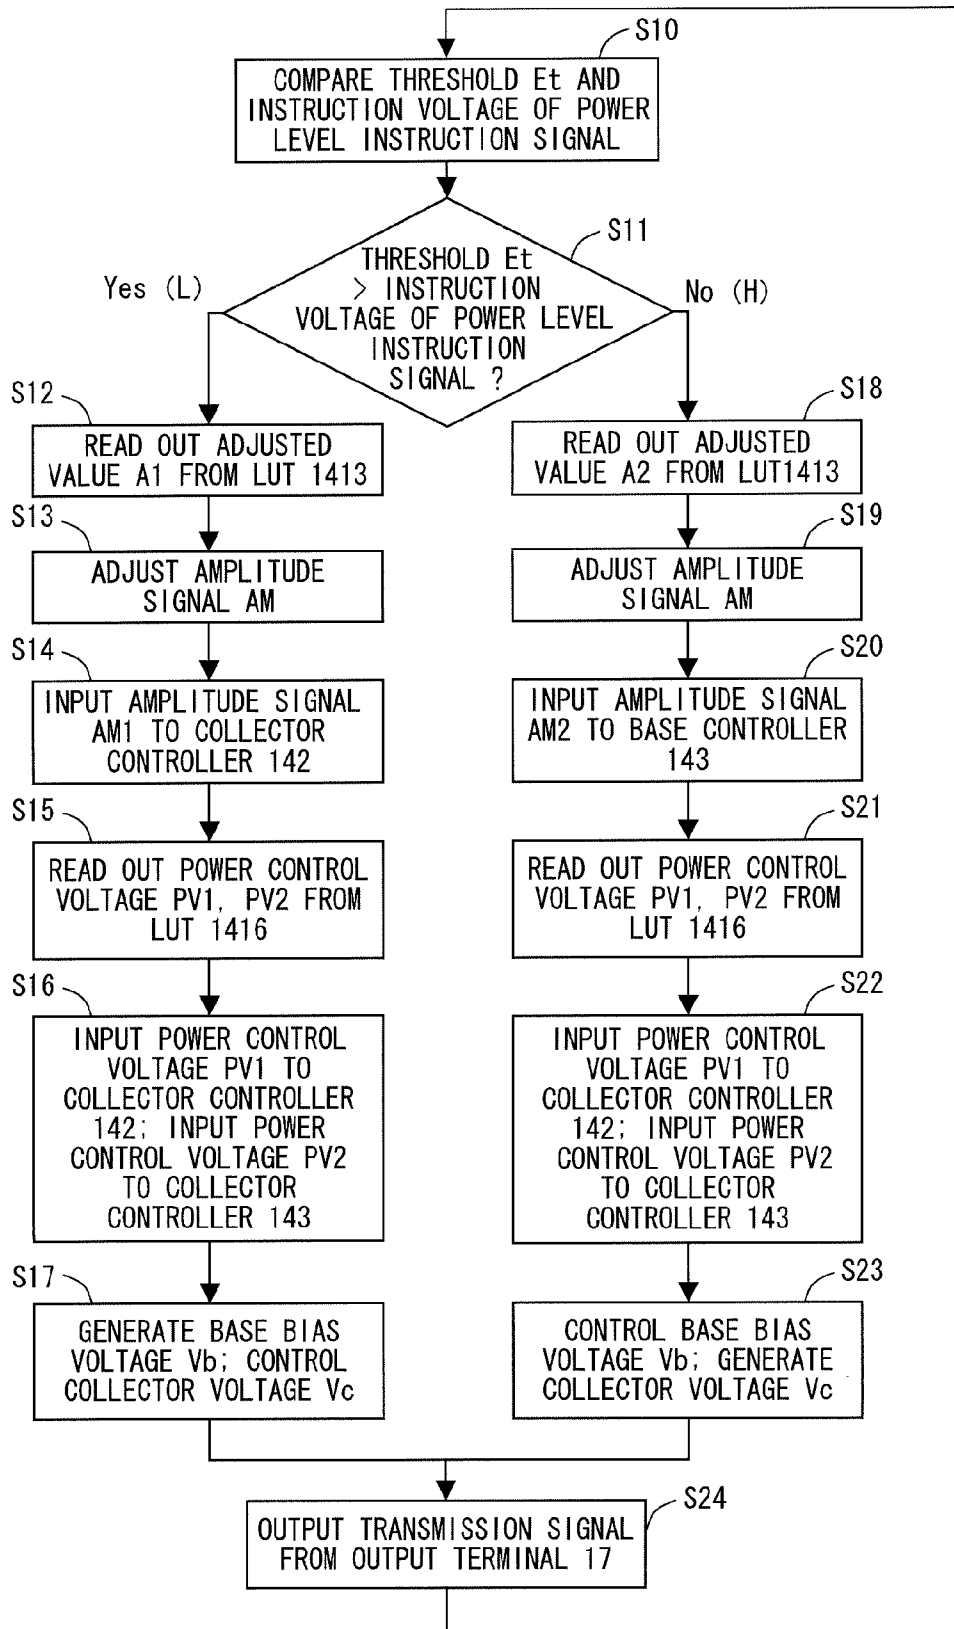 S10
COMPARE THRESHOLD Et AND
INSTRUCTION VOLTAGE OF POWER
LEVEL INSTRUCTION SIGNAL
S11
THRESHOLD Et
> INSTRUCTION
VOLTAGE OF POWER LEVEL
INSTRUCTION
SIGNAL ?
Yes (L)
No (H)
S12
READ OUT ADJUSTED
VALUE A1 FROM LUT 1413
S13
ADJUST AMPLITUDE
SIGNAL AM
S14
INPUT AMPLITUDE SIGNAL
AM1 TO COLLECTOR
CONTROLLER 142
S15
READ OUT POWER CONTROL
VOLTAGE PV1, PV2 FROM
LUT 1416
S16
INPUT POWER CONTROL
VOLTAGE PV1 TO
COLLECTOR CONTROLLER
142; INPUT POWER
CONTROL VOLTAGE PV2
TO COLLECTOR
CONTROLLER 143
S17
GENERATE BASE BIAS
VOLTAGE Vb; CONTROL
COLLECTOR VOLTAGE Vc
S18
READ OUT ADJUSTED
VALUE A2 FROM LUT1413
S19
ADJUST AMPLITUDE
SIGNAL AM
S20
INPUT AMPLITUDE SIGNAL
AM2 TO BASE CONTROLLER
143
S21
READ OUT POWER CONTROL
VOLTAGE PV1, PV2 FROM
LUT 1416
S22
INPUT POWER CONTROL
VOLTAGE PV1 TO
COLLECTOR CONTROLLER
142; INPUT POWER
CONTROL VOLTAGE PV2
TO COLLECTOR
CONTROLLER 143
S23
CONTROL BASE BIAS
VOLTAGE Vb; GENERATE
COLLECTOR VOLTAGE Vc
S24
OUTPUT TRANSMISSION SIGNAL
FROM OUTPUT TERMINAL 17